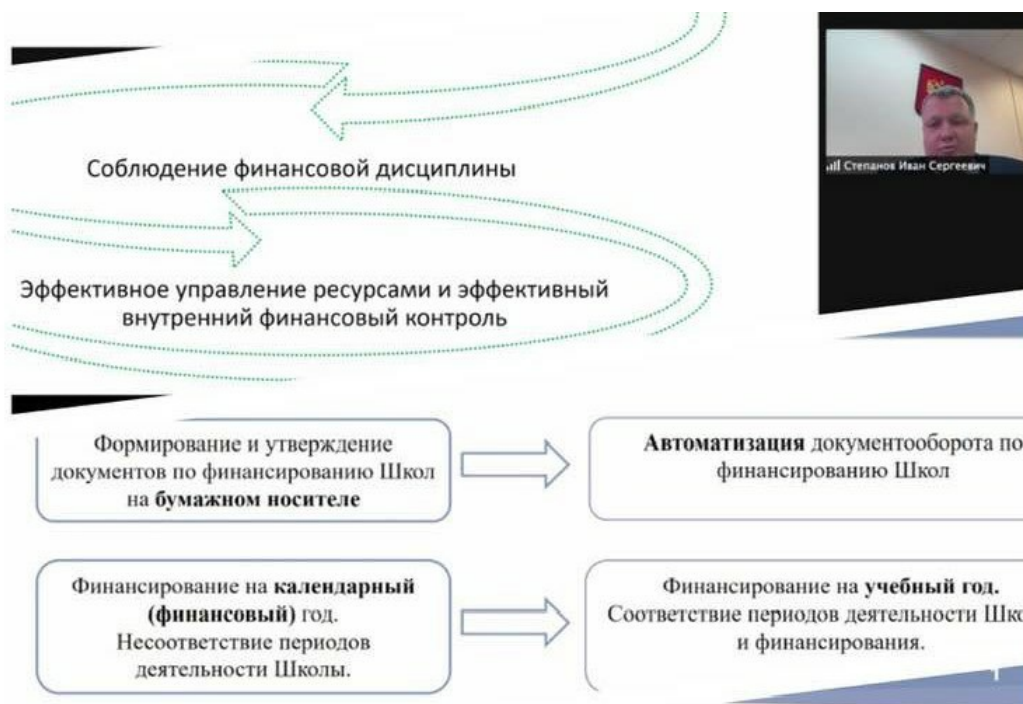 Соблюдение финансовой дисциплины
Степанов Иван Сергеевич
Эффективное управление ресурсами и эффективный
внутренний финансовый контроль
Формирование и утверждение
документов по финансированию Школ
на бумажном носителе
Автоматизация документооборота по
финансированию Школ
Финансирование на календарный
(финансовый) год.
Несоответствие периодов
деятельности Школы.
Финансирование на учебный год.
Соответствие периодов деятельности
и финансирования.